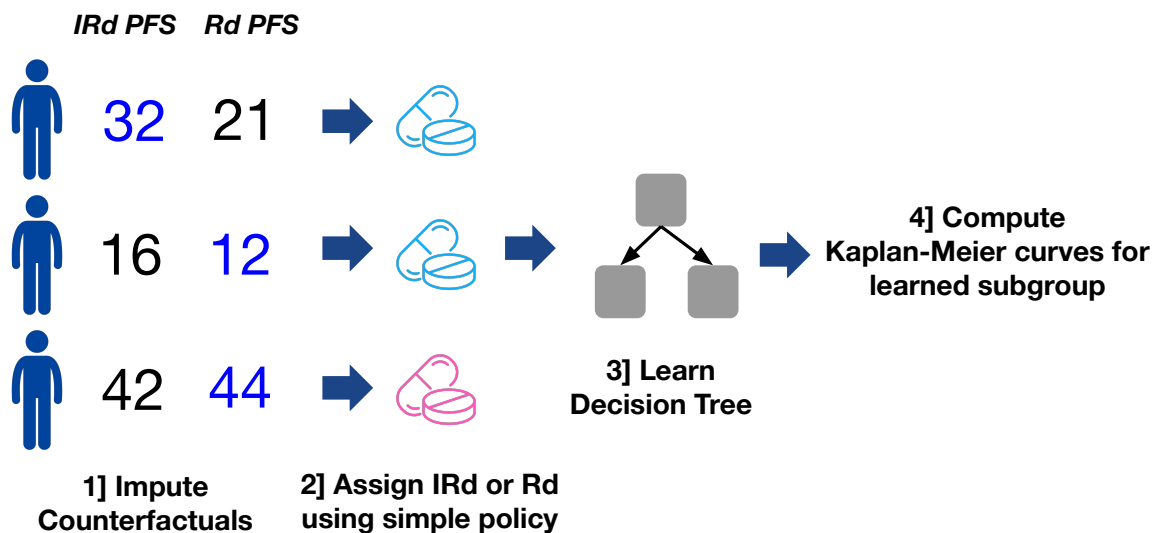 IRd PFS Rd PFS
32 21
16 12
42 44
1] Impute
Counterfactuals
2] Assign IRd or Rd
using simple policy
3] Learn
Decision Tree
4] Compute
Kaplan-Meier curves for
learned subgroup